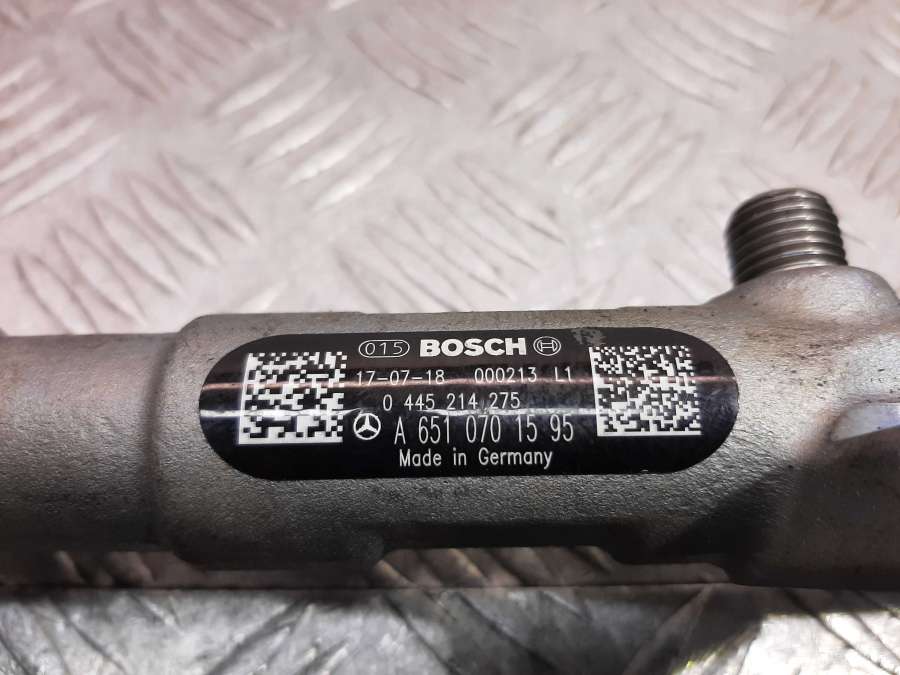 015 BOSCH
17-07-18 000213 L1
0 445 214 275
A 651 070 15 95
Made in Germany